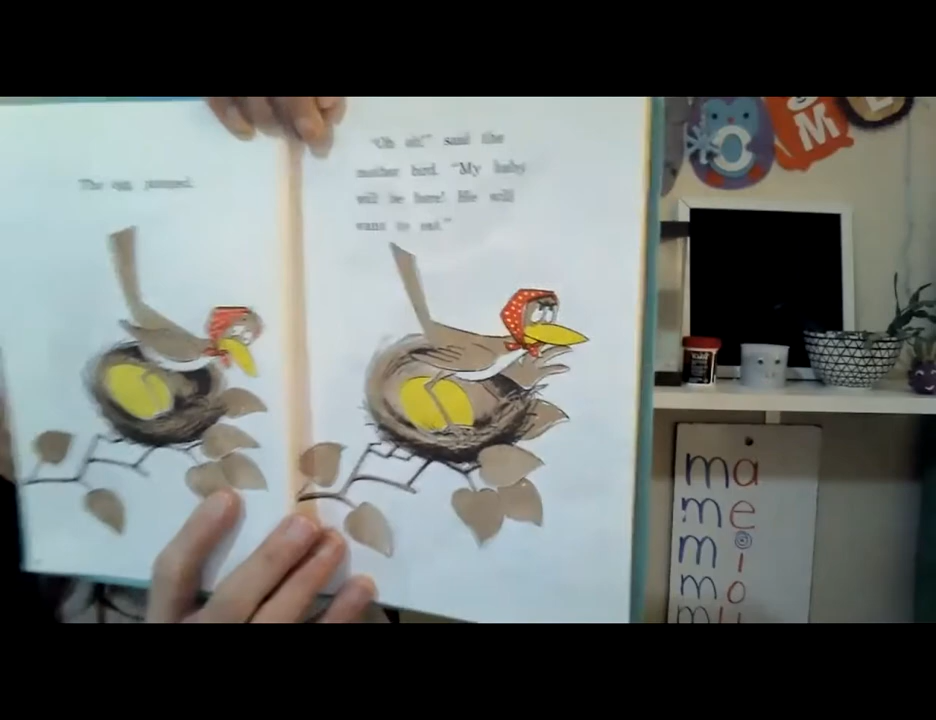 The egg jumped.
"Oh oh!" said the
mother bird. "My baby
will be here! He will
want to eat."
C
M
E
ma
me
mi
mo
mu